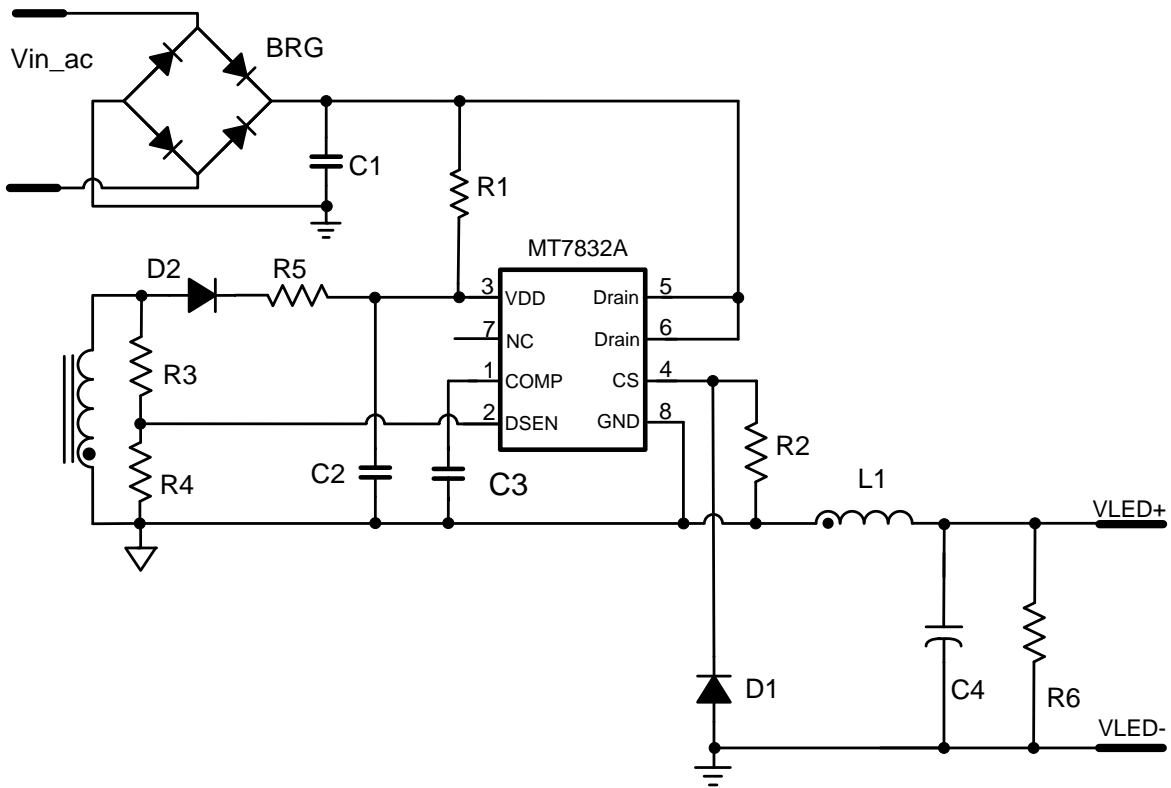 Vin_ac
BRG
C1
R1
MT7832A
D2
R5
3
VDD
Drain
5
7
NC
Drain
6
R3
1
COMP
CS
4
2
DSEN
GND
8
R4
C2
C3
R2
L1
VLED+
D1
C4
R6
VLED-